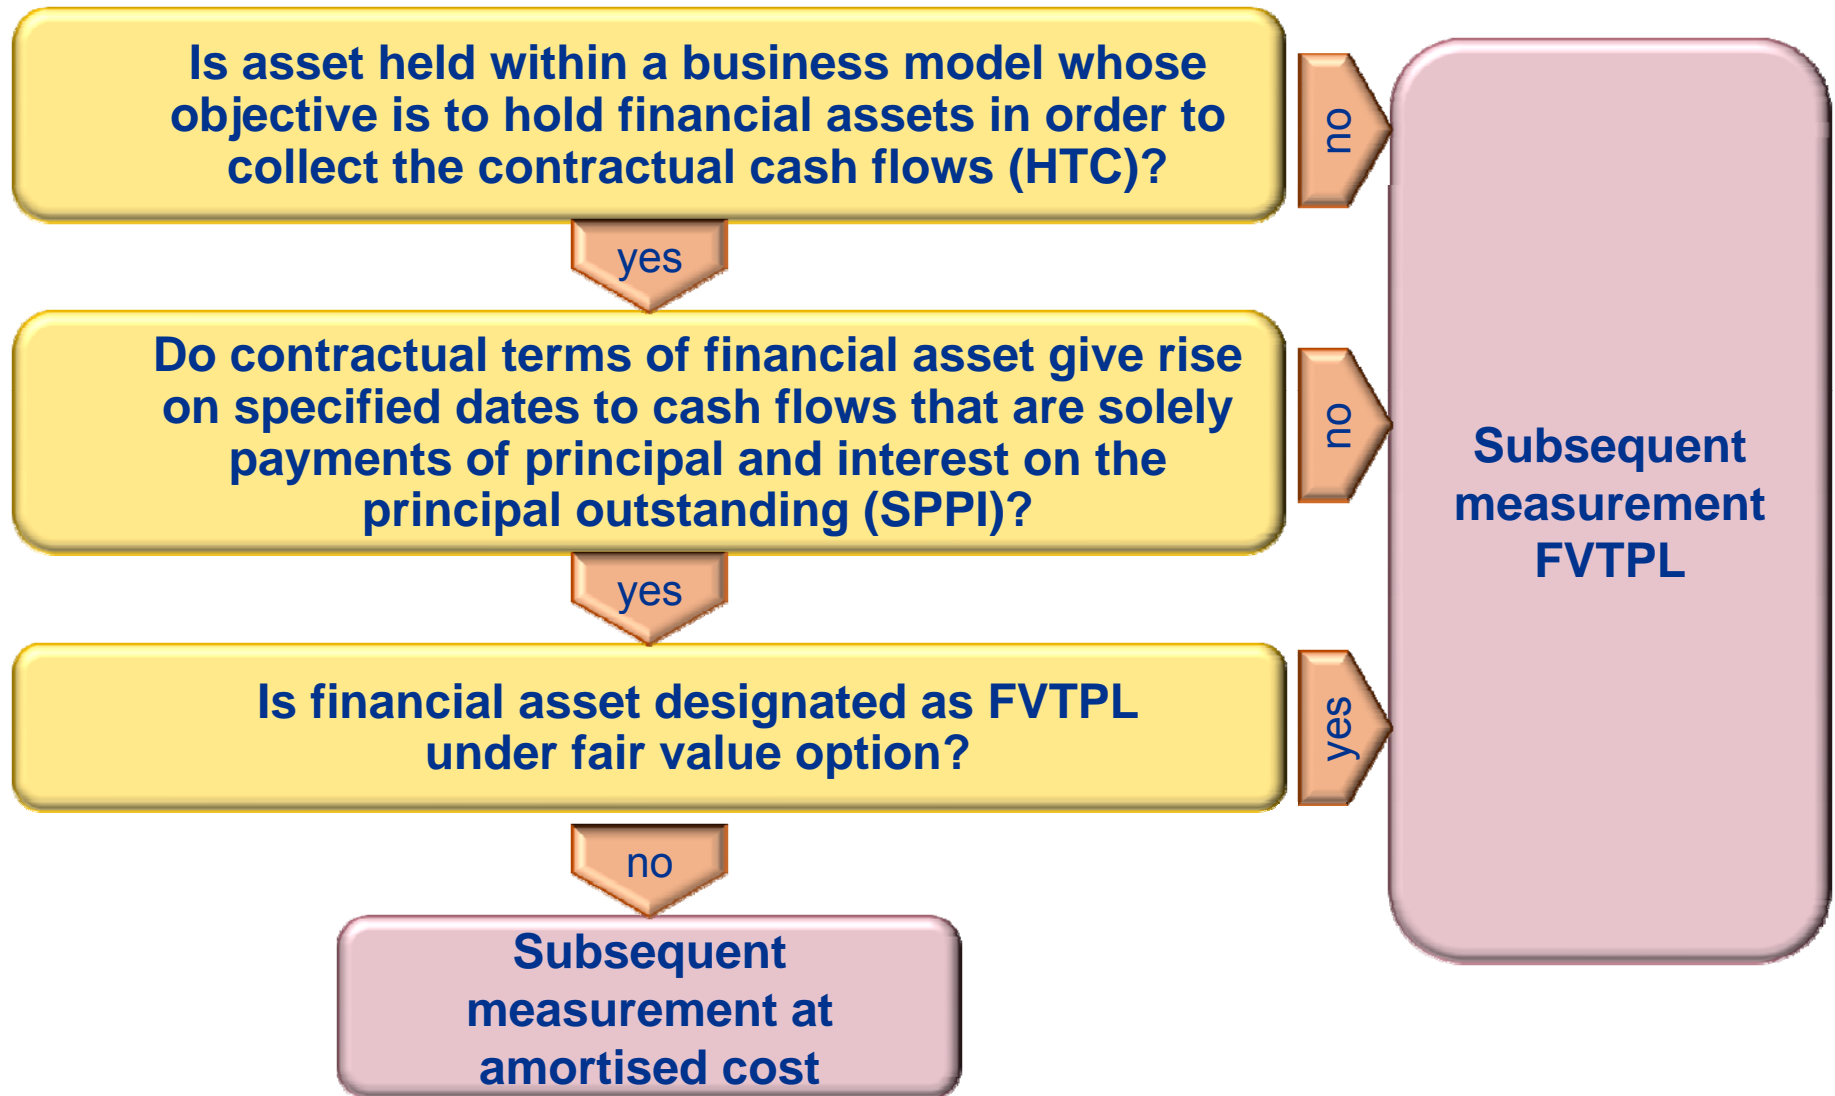 Is asset held within a business model whose
objective is to hold financial assets in order to
collect the contractual cash flows (HTC)?
no
yes
Do contractual terms of financial asset give rise
on specified dates to cash flows that are solely
payments of principal and interest on the
principal outstanding (SPPI)?
no
Subsequent
measurement
FVTPL
yes
Is financial asset designated as FVTPL
under fair value option?
yes
no
Subsequent
measurement at
amortised cost